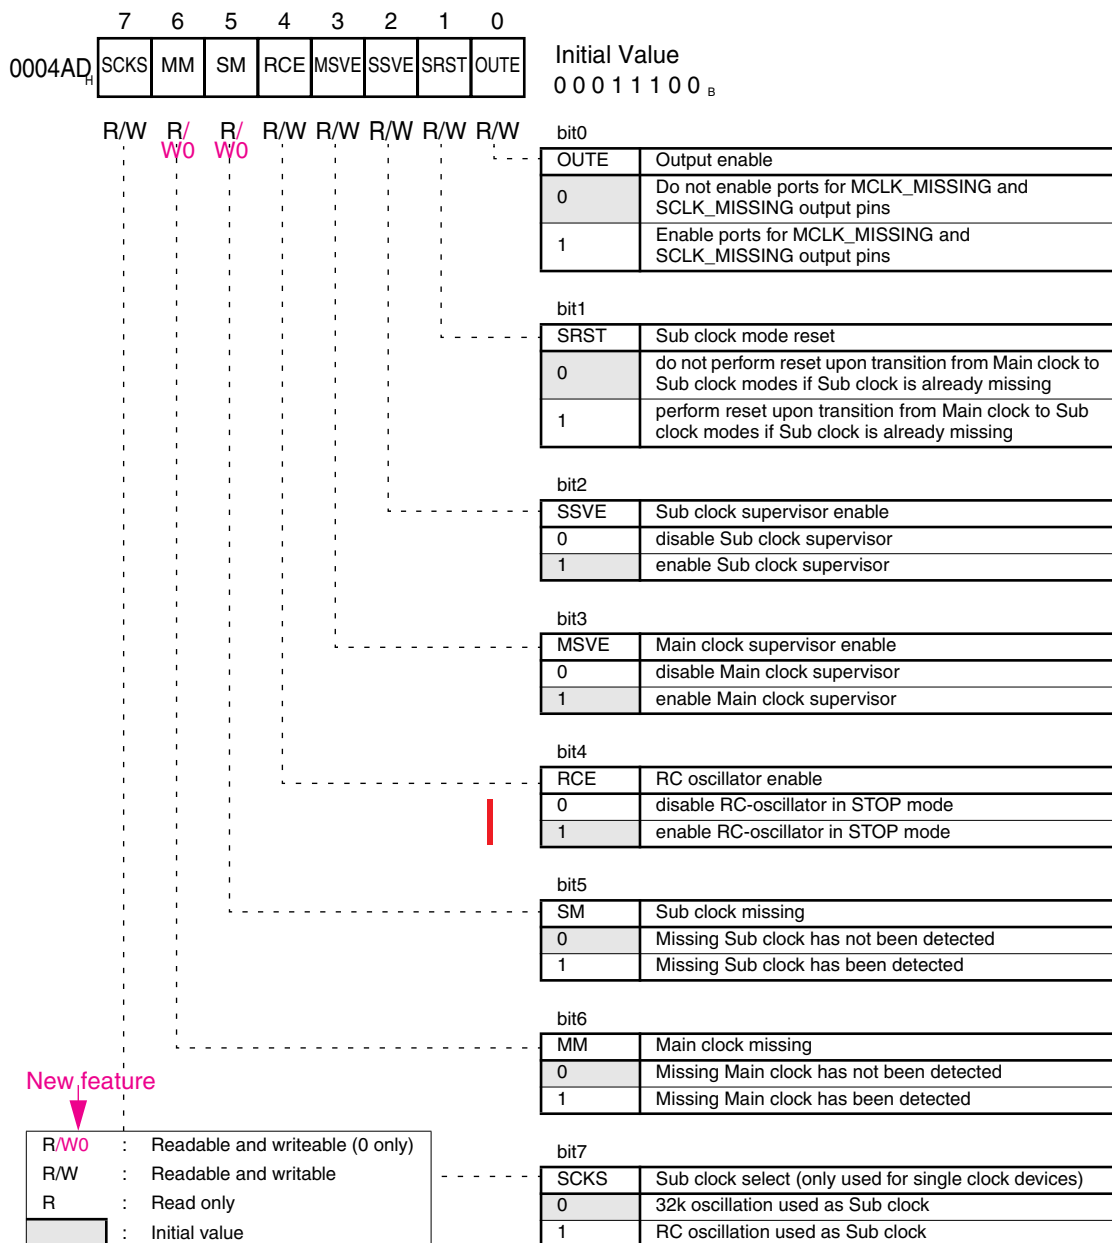 7 6 5 4 3 2 1 0
0004ADH SCKS MM SM RCE MSVE SSVE SRST OUTE
Initial Value
0 0 0 1 1 1 0 0 B
R/W R/W0 R/W0 R/W R/W R/W R/W R/W
bit0
OUTE Output enable
0 Do not enable ports for MCLK_MISSING and
SCLK_MISSING output pins
1 Enable ports for MCLK_MISSING and
SCLK_MISSING output pins
bit1
SRST Sub clock mode reset
0 do not perform reset upon transition from Main clock to
Sub clock modes if Sub clock is already missing
1 perform reset upon transition from Main clock to Sub
clock modes if Sub clock is already missing
bit2
SSVE Sub clock supervisor enable
0 disable Sub clock supervisor
1 enable Sub clock supervisor
bit3
MSVE Main clock supervisor enable
0 disable Main clock supervisor
1 enable Main clock supervisor
bit4
RCE RC oscillator enable
0 disable RC-oscillator in STOP mode
1 enable RC-oscillator in STOP mode
bit5
SM Sub clock missing
0 Missing Sub clock has not been detected
1 Missing Sub clock has been detected
bit6
MM Main clock missing
0 Missing Main clock has not been detected
1 Missing Main clock has been detected
bit7
SCKS Sub clock select (only used for single clock devices)
0 32k oscillation used as Sub clock
1 RC oscillation used as Sub clock
New feature
R/W0 : Readable and writeable (0 only)
R/W : Readable and writable
R : Read only
: Initial value